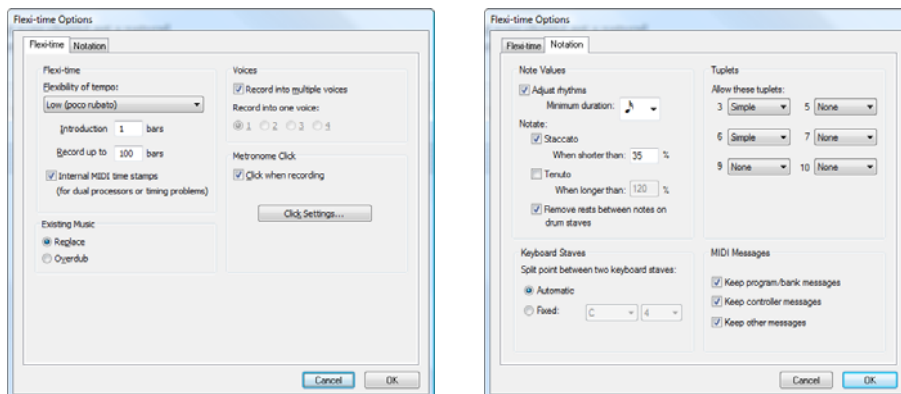 Flexi-time Options
Flexi-time Notation
Flexi-time
Flexibility of tempo:
Low (poco rubato)
Introduction 1 bars
Record up to 100 bars
Internal MIDI time stamps
(for dual processors or timing problems)
Existing Music
Replace
Overdub
Voices
Record into multiple voices
Record into one voice:
1 2 3 4
Metronome Click
Click when recording
Click Settings...
Cancel OK
Flexi-time Options
Flexi-time Notation
Note Values
Adjust rhythms
Minimum duration:
Notate:
Staccato
When shorter than: 35 %
Tenuto
When longer than: 120 %
Remove rests between notes on
drum staves
Keyboard Staves
Split point between two keyboard staves:
Automatic
Fixed: C 4
Tuplets
Allow these tuplets:
3 Simple 5 None
6 Simple 7 None
9 None 10 None
MIDI Messages
Keep program/bank messages
Keep controller messages
Keep other messages
Cancel OK